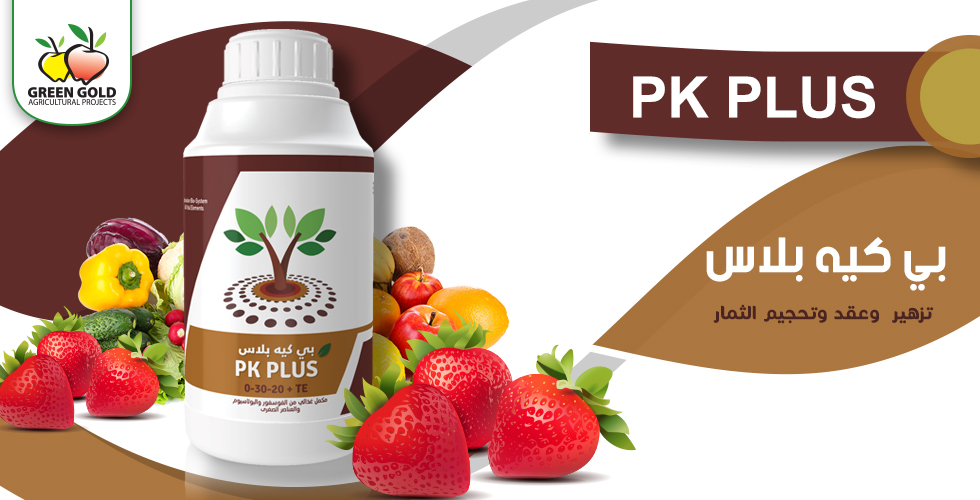 GREEN GOLD
AGRICULTURAL PROJECTS
PK PLUS
بي كيه بلاس
تزهير وعقد وتحجيم الثمار
بي كيه بلاس
PK PLUS
0-30-20 + TE
مكمل غذائي من الفوسفور والبوتاسيوم
والعناصر الصغرى